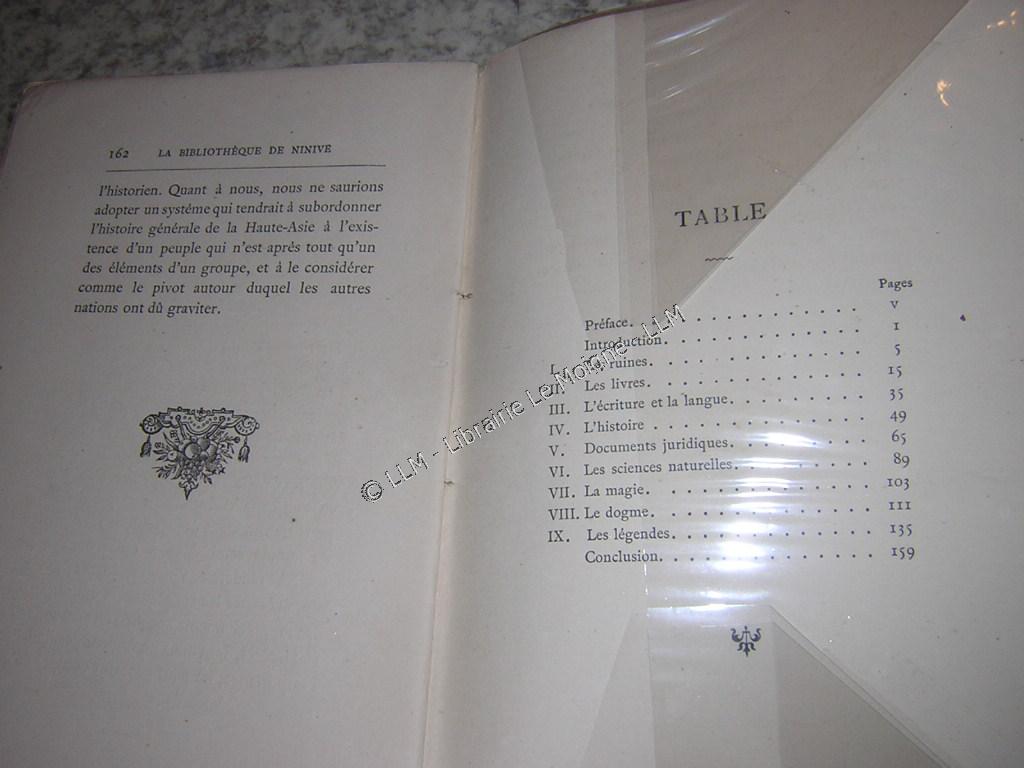 162 LA BIBLIOTHÈQUE DE NINIVE
l'historien. Quant à nous, nous ne saurions
adopter un système qui tendrait à subordonner
l'histoire générale de la Haute-Asie à l'exis-
tence d'un peuple qui n'est après tout qu'un
des éléments d'un groupe, et à le considérer
comme le pivot autour duquel les autres
nations ont dû graviter.
TABLE
Pages
Préface. V
Introduction. 1
I. ruines. 5
II. Les livres. 15
III. L'écriture et la langue. 35
IV. L'histoire 49
V. Documents juridiques. 65
VI. Les sciences naturelles. 89
VII. La magie. 103
VIII. Le dogme. 111
IX. Les légendes. 135
Conclusion. 159
© LLM - Librairie Le Moigne - LLM